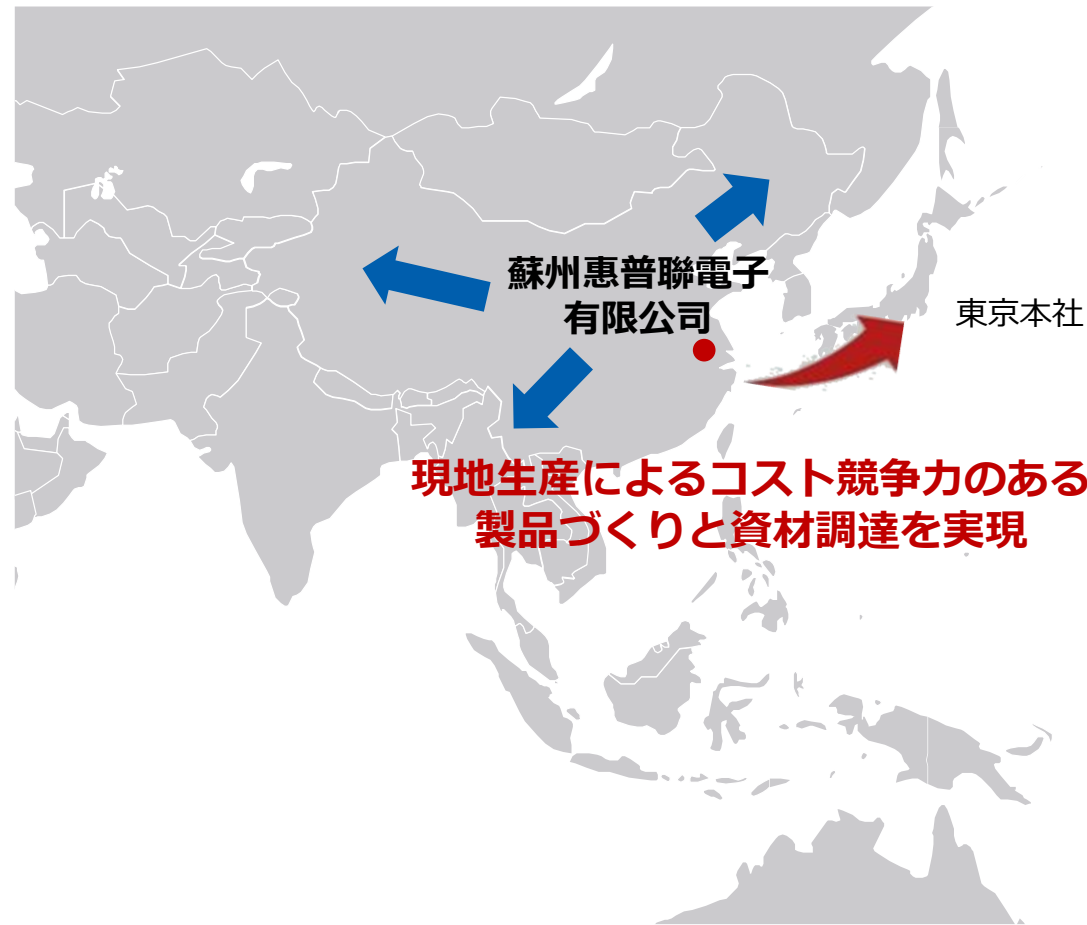 蘇州惠普聯電子
有限公司
東京本社
現地生産によるコスト競争力のある
製品づくりと資材調達を実現